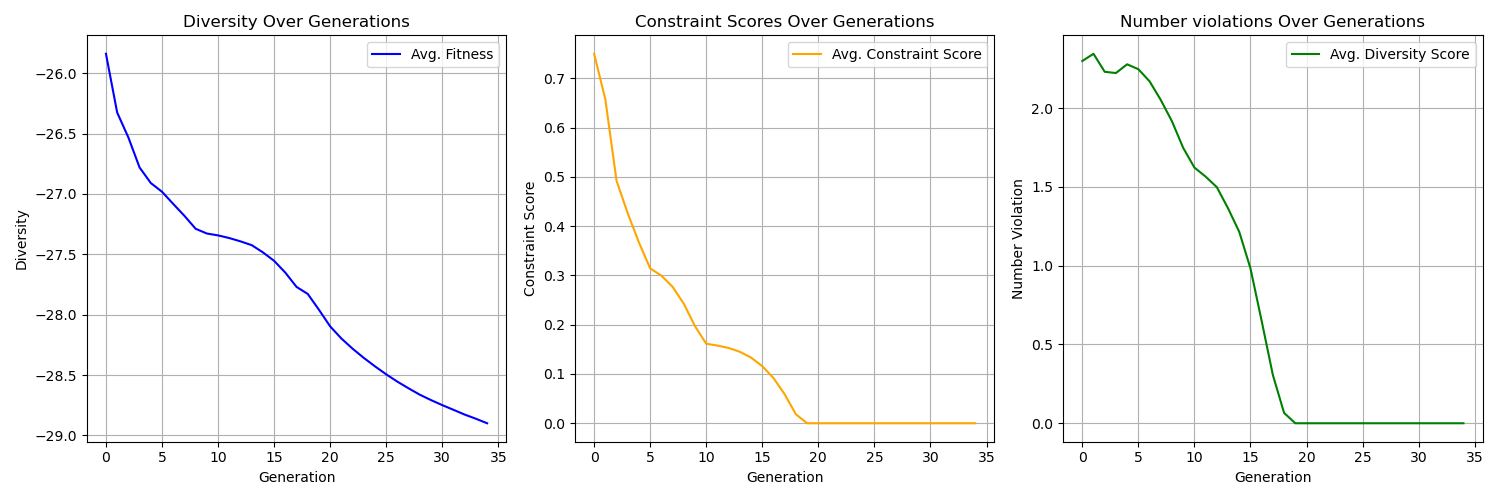 Diversity Over Generations
Avg. Fitness
Diversity
−26.0
−26.5
−27.0
−27.5
−28.0
−28.5
−29.0
0 5 10 15 20 25 30 35
Generation
Constraint Scores Over Generations
Avg. Constraint Score
Constraint Score
0.7
0.6
0.5
0.4
0.3
0.2
0.1
0.0
0 5 10 15 20 25 30 35
Generation
Number violations Over Generations
Avg. Diversity Score
Number Violation
2.0
1.5
1.0
0.5
0.0
0 5 10 15 20 25 30 35
Generation